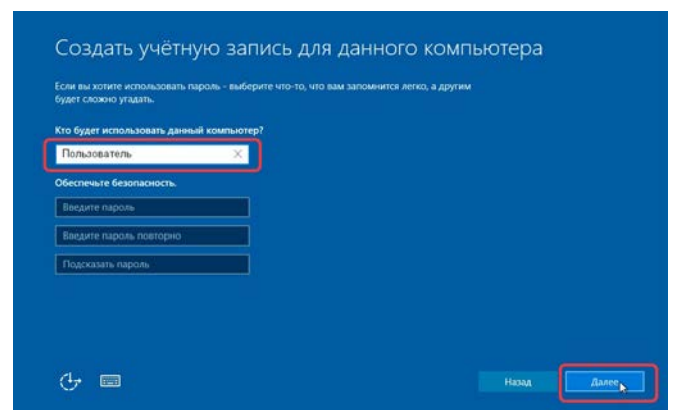 Создать учётную запись для данного компьютера
Если вы хотите использовать пароль - выберите что-то, что вам запомнится легко, а другим
будет сложно угадать.
Кто будет использовать данный компьютер?
Пользователь
Обеспечьте безопасность.
Введите пароль
Введите пароль повторно
Подсказать пароль
Назад
Далее